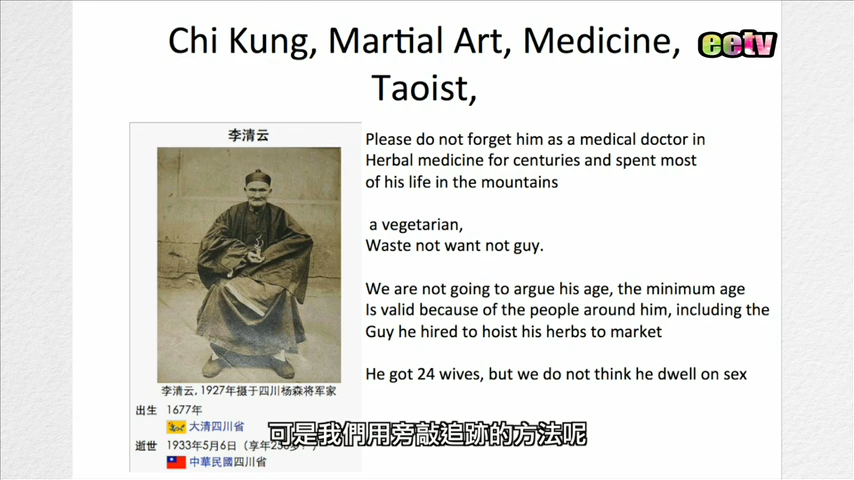 Chi Kung, Martial Art, Medicine,
eetv
Taoist,
李清云
Please do not forget him as a medical doctor in
Herbal medicine for centuries and spent most
of his life in the mountains
a vegetarian,
Waste not want not guy.
We are not going to argue his age, the minimum age
Is valid because of the people around him, including the
Guy he hired to hoist his herbs to market
He got 24 wives, but we do not think he dwell on sex
李清云, 1927年摄于四川杨森将军家
出生 1677年
大清四川省
逝世 1933年5月6日（享年25
中華民國四川省
可是我們用旁敲追跡的方法呢